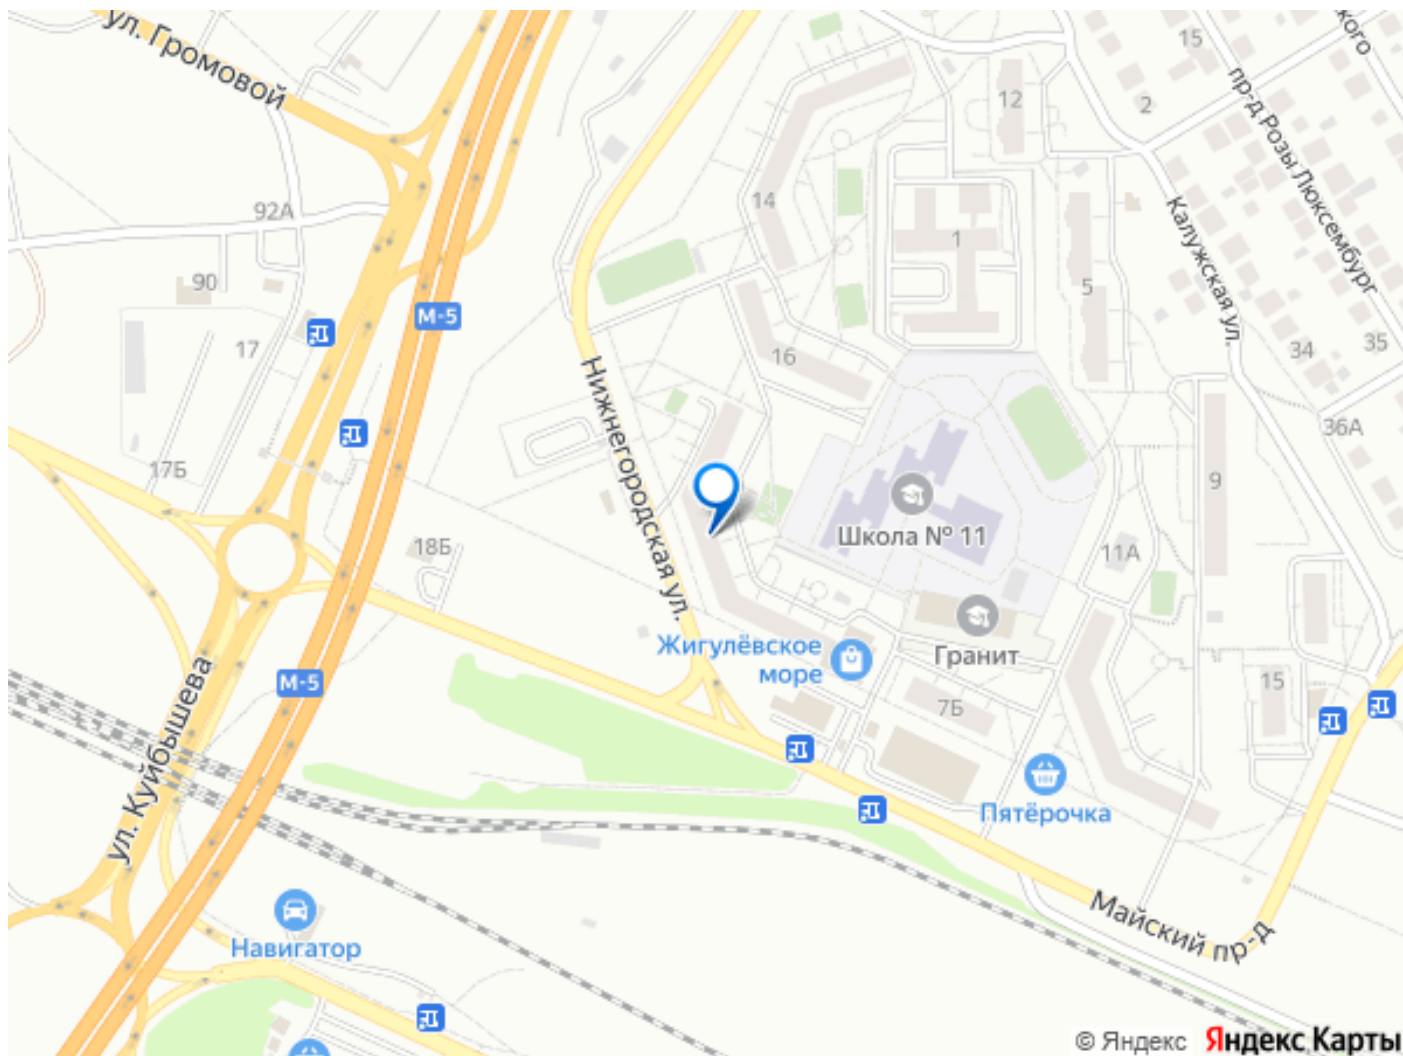 ул. Громовой
кого
15
пр-д Розы Люксембург
12
2
14
92А
Калужская ул.
1
90
5
М-5
17
16
34
35
Нижегородская ул.
36А
17Б
9
Школа № 11
18Б
11А
Жигулёвское
море
Гранит
М-5
15
7Б
ул. Куйбышева
Пятёрочка
Майский пр-д
Навигатор
© Яндекс Яндекс Карты